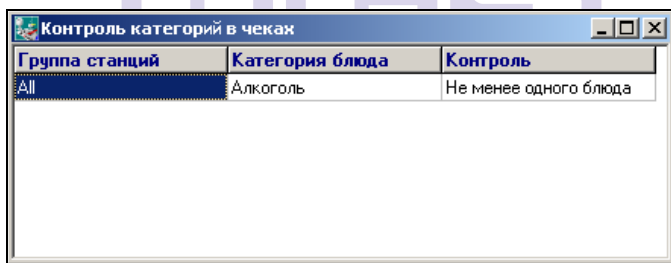 Контроль категорий в чеках
Группа станций Категория блюда Контроль
All Алкоголь Не менее одного блюда